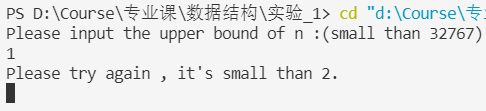 PS D:\Course\专业课\数据结构\实验_1> cd "d:\Course\专
Please input the upper bound of n :(small than 32767)
1
Please try again , it's small than 2.